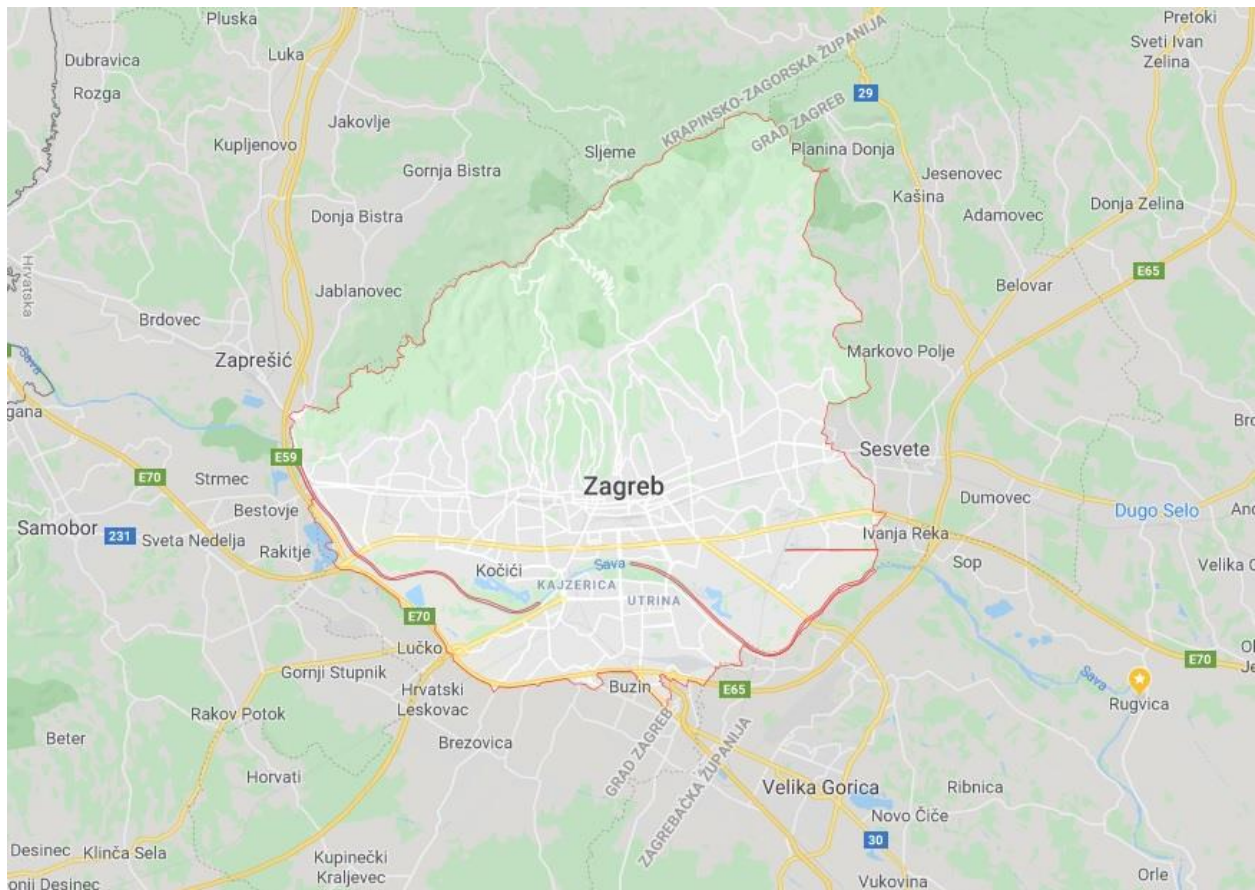 Pluska
Pretoki
Luka
Sveti Ivan
Zelina
Dubravica
KRAPINSKO-ZAGORSKA ŽUPANIJA
29
Rozga
GRAD ZAGREB
Jakovlje
Kupljenovo
Sljeme
Planina Donja
Gornja Bistra
Jesenovec
Kašina
Donja Zelina
Donja Bistra
Adamovec
Hrvatska
E65
Jablanovec
Belovar
Brdovec
Sava
Zaprešić
Markovo Polje
gana
Brc
E59
Sesvete
E70
Strmec
Zagreb
Dumovec
Bestovje
Dugo Selo
Samobor
231
Sveta Nedelja
Ivanja Reka
Rakitje
Sop
Velika G
Kočići
Sava
KAJZERICA
UTRINA
E70
Lučko
E70
Gornji Stupnik
Hrvatski
Leskovac
Buzin
E65
Sava
Rugvica
Rakov Potok
Beter
Brezovica
GRAD ZAGREB
ZAGREBAČKA ŽUPANIJA
Horvati
Velika Gorica
Ribnica
Novo Čiče
30
Desinec
Klinča Sela
Kupinečki
Kraljevec
onji Desinec
Vukovina
Orle